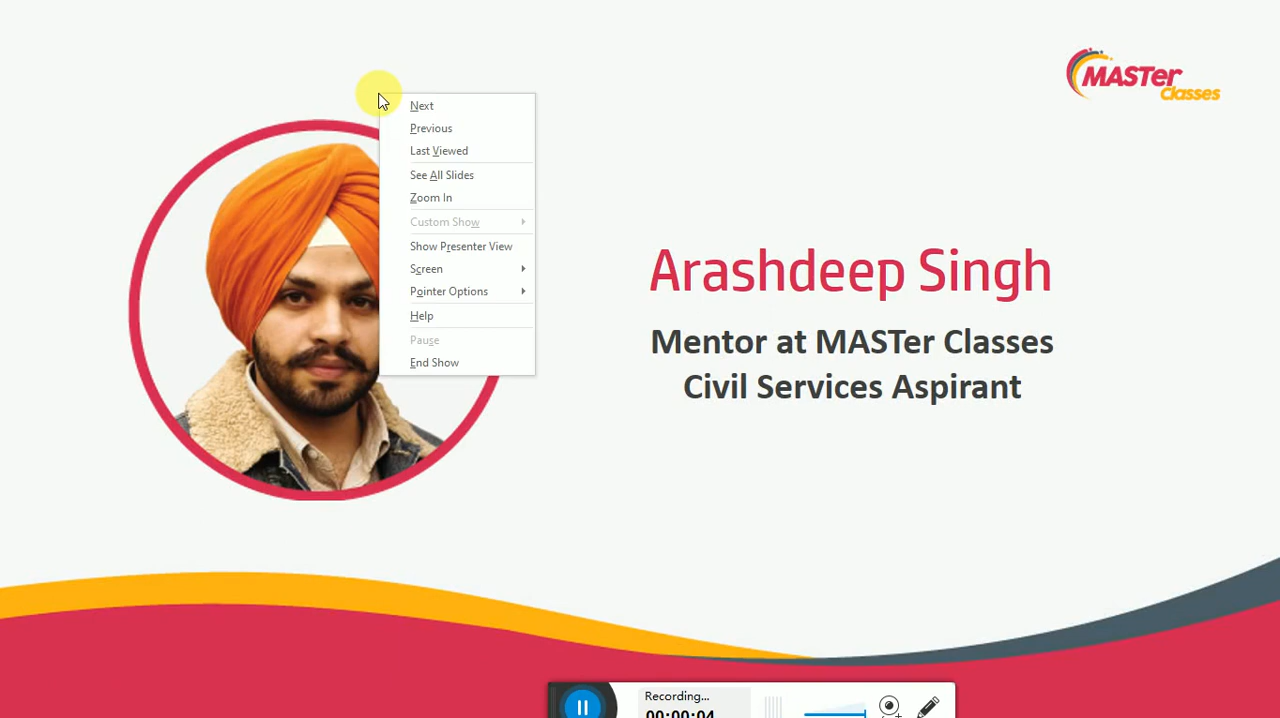 MASTer
Classes
Next
Previous
Last Viewed
See All Slides
Zoom In
Custom Show
Show Presenter View
Screen
Pointer Options
Help
Pause
End Show
Arashdeep Singh
Mentor at MASTer Classes
Civil Services Aspirant
Recording...
00:00:04